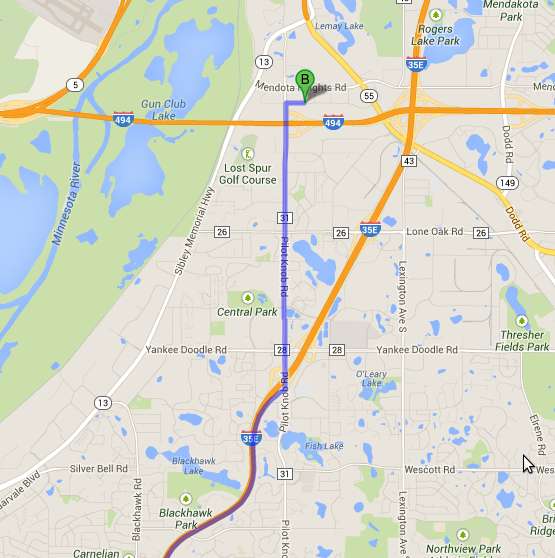 Mendakota
Park
Rogers
Lake Park
Lemay Lake
13
35E
5
Mendota Heights Rd
B
55
Gun Club
Lake
494
494
Lost Spur
Golf Course
43
Dodd Rd
149
Minnesota River
Sibley Memorial Hwy
31
26
26
35E
Lone Oak Rd
26
Dodd Rd
Pilot Knob Rd
Lexington Ave S
Central Park
Thresher
Fields Park
Yankee Doodle Rd
28
28
Yankee Doodle Rd
O'Leary
Lake
Pilot Knob Rd
13
35E
Elrene Rd
Fish Lake
Silver Bell Rd
Blackhawk
Lake
31
Wescott Rd
Wes
Blackhawk Rd
Blackhawk
Park
Pilot Kno
Lexington Ave
Northview Park
Carnelian